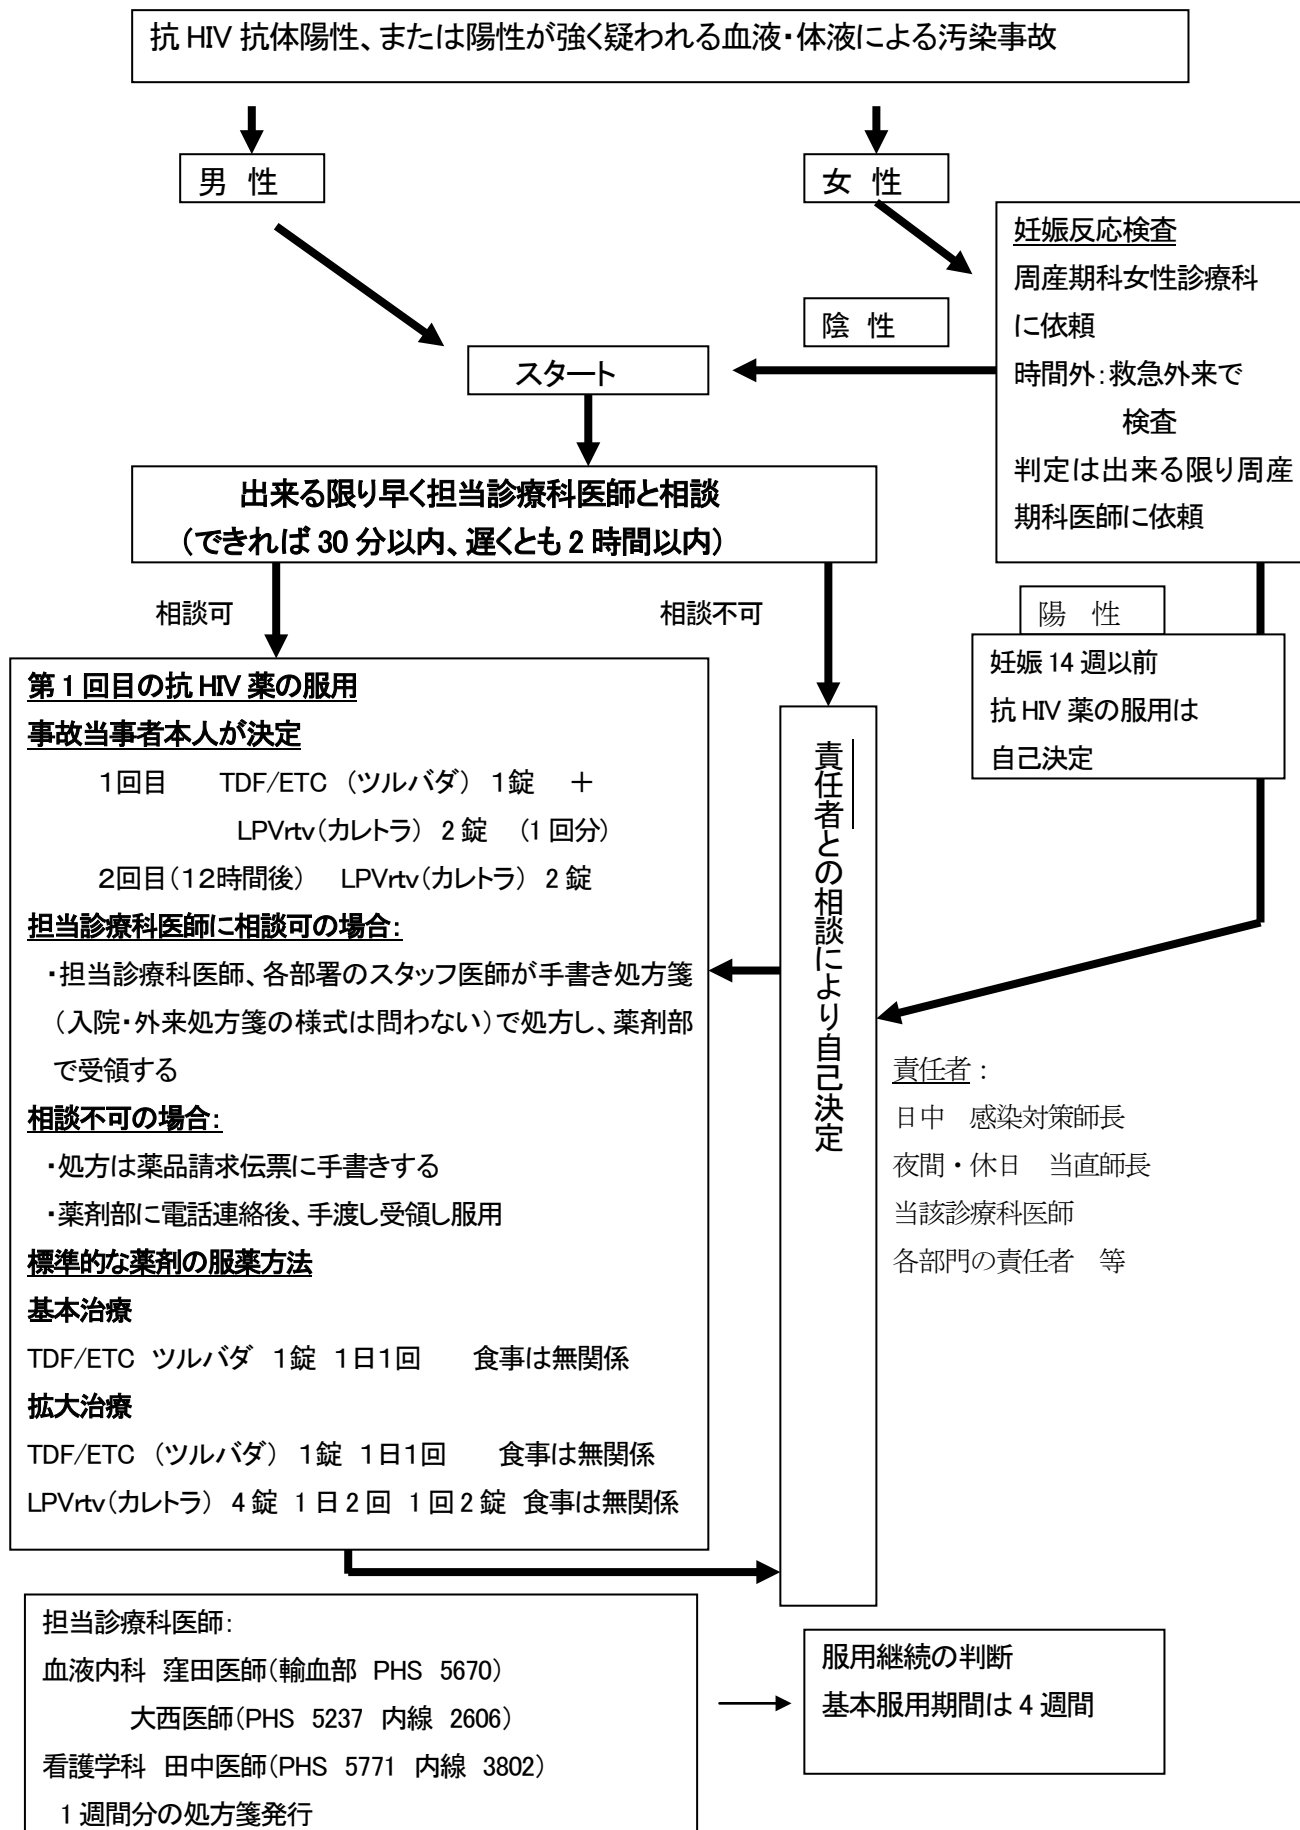 抗 HIV 抗体陽性、または陽性が強く疑われる血液・体液による汚染事故
男 性
女 性
妊娠反応検査
周産期科女性診療科
に依頼
時間外：救急外来で
検査
判定は出来る限り周産
期科医師に依頼
陰 性
スタート
出来る限り早く担当診療科医師と相談
（できれば 30 分以内、遅くとも 2 時間以内）
相談可
相談不可
陽 性
妊娠 14 週以前
抗 HIV 薬の服用は
自己決定
第 1 回目の抗 HIV 薬の服用
事故当事者本人が決定
１回目 TDF/ETC （ツルバダ） １錠 ＋
LPVrtv（カレトラ） 2 錠 （1 回分）
２回目（１２時間後） LPVrtv（カレトラ） 2 錠
担当診療科医師に相談可の場合：
・担当診療科医師、各部署のスタッフ医師が手書き処方箋
（入院・外来処方箋の様式は問わない）で処方し、薬剤部
で受領する
相談不可の場合：
・処方は薬品請求伝票に手書きする
・薬剤部に電話連絡後、手渡し受領し服用
標準的な薬剤の服薬方法
基本治療
TDF/ETC ツルバダ １錠 １日１回 食事は無関係
拡大治療
TDF/ETC （ツルバダ） １錠 １日１回 食事は無関係
LPVrtv（カレトラ） 4 錠 1 日 2 回 1 回 2 錠 食事は無関係
責任者との相談により自己決定
責任者：
日中 感染対策師長
夜間・休日 当直師長
当該診療科医師
各部門の責任者 等
担当診療科医師：
血液内科 窪田医師（輸血部 PHS 5670）
大西医師（PHS 5237 内線 2606）
看護学科 田中医師（PHS 5771 内線 3802）
1 週間分の処方箋発行
服用継続の判断
基本服用期間は 4 週間